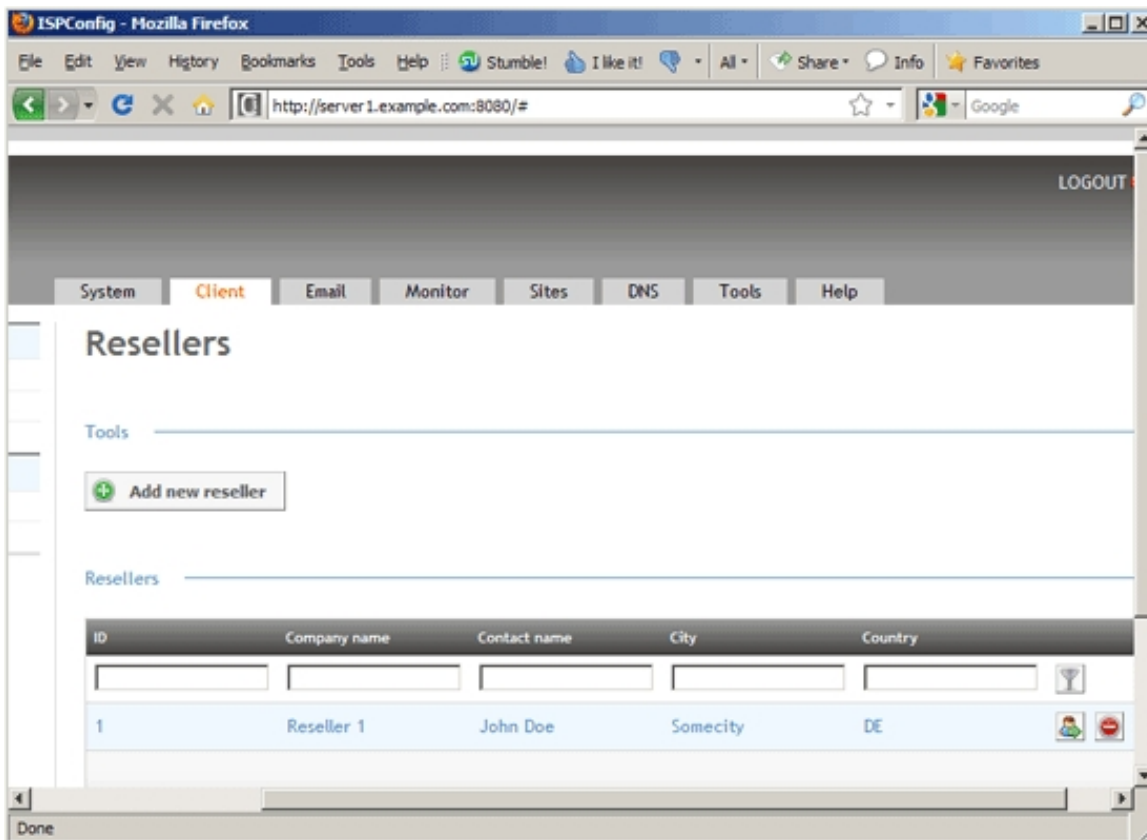 ISPConfig - Mozilla Firefox
File Edit View History Bookmarks Tools Help Stumble! I like it! All Share Info Favorites
http://server1.example.com:8080/# Google
LOGOUT
System Client Email Monitor Sites DNS Tools Help
Resellers
Tools
Add new reseller
Resellers
ID Company name Contact name City Country
1 Reseller 1 John Doe Somecity DE
Done